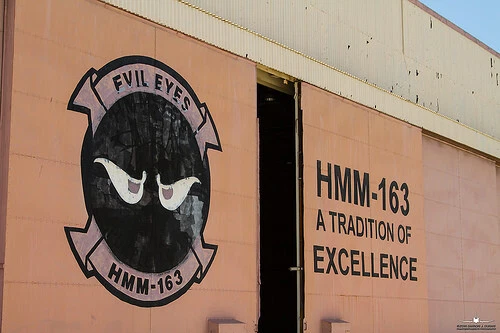 EVIL EYES
HMM-163
HMM-163
A TRADITION OF
EXCELLENCE